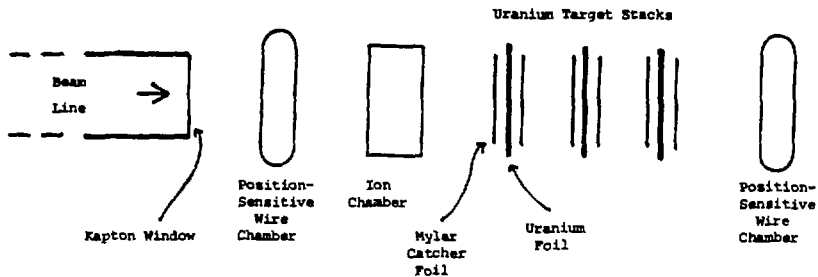 Uranium Target Stacks
Beam
Line
Position-
Sensitive
Wire
Chamber
Ion
Chamber
Position-
Sensitive
Wire
Chamber
Kapton Window
Mylar
Catcher
Foil
Uranium
Foil